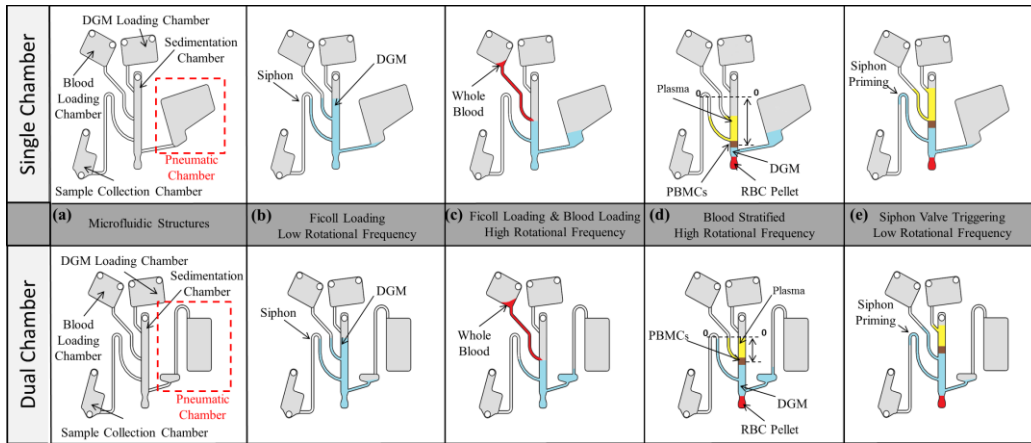 Single Chamber
DGM Loading Chamber
Sedimentation
Chamber
Blood
Loading
Chamber
Pneumatic
Chamber
Sample Collection Chamber
Siphon
DGM
Whole
Blood
0
0
Plasma
PBMCs
DGM
RBC Pellet
Siphon
Priming
(a)
Microfluidic Structures
(b)
Ficoll Loading
Low Rotational Frequency
(c)
Ficoll Loading & Blood Loading
High Rotational Frequency
(d)
Blood Stratified
High Rotational Frequency
(e)
Siphon Valve Triggering
Low Rotational Frequency
Dual Chamber
DGM Loading Chamber
Sedimentation
Chamber
Blood
Loading
Chamber
Pneumatic
Chamber
Sample Collection Chamber
Siphon
DGM
Whole
Blood
Plasma
0
0
PBMCs
DGM
RBC Pellet
Siphon
Priming